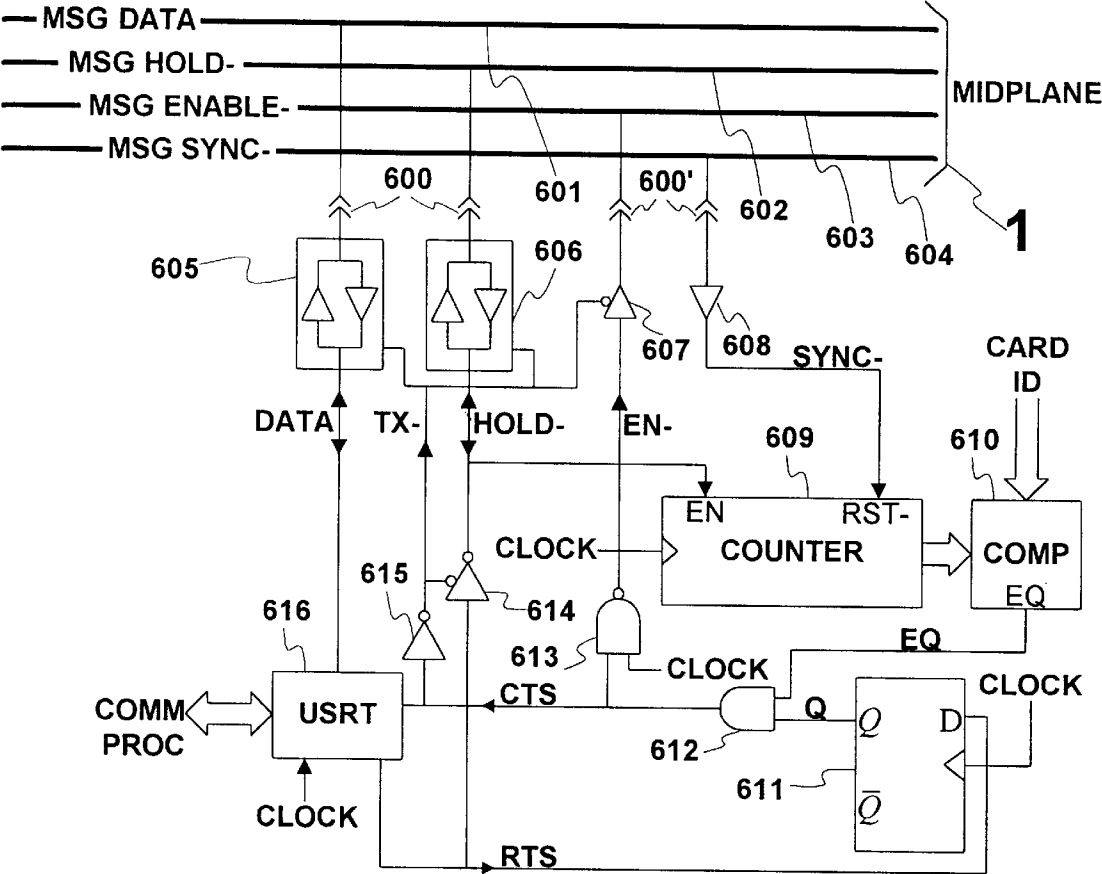 MSG DATA
MSG HOLD-
MSG ENABLE-
MSG SYNC-
MIDPLANE
600
601
600'
602
603
604
1
605
606
607
608
SYNC-
CARD
ID
DATA
TX-
HOLD-
EN-
609
610
EN
RST-
CLOCK
COUNTER
COMP
EQ
615
614
616
613
CLOCK
EQ
CLOCK
COMM
PROC
USRT
CTS
612
Q
Q
D
611
Q̅
CLOCK
RTS